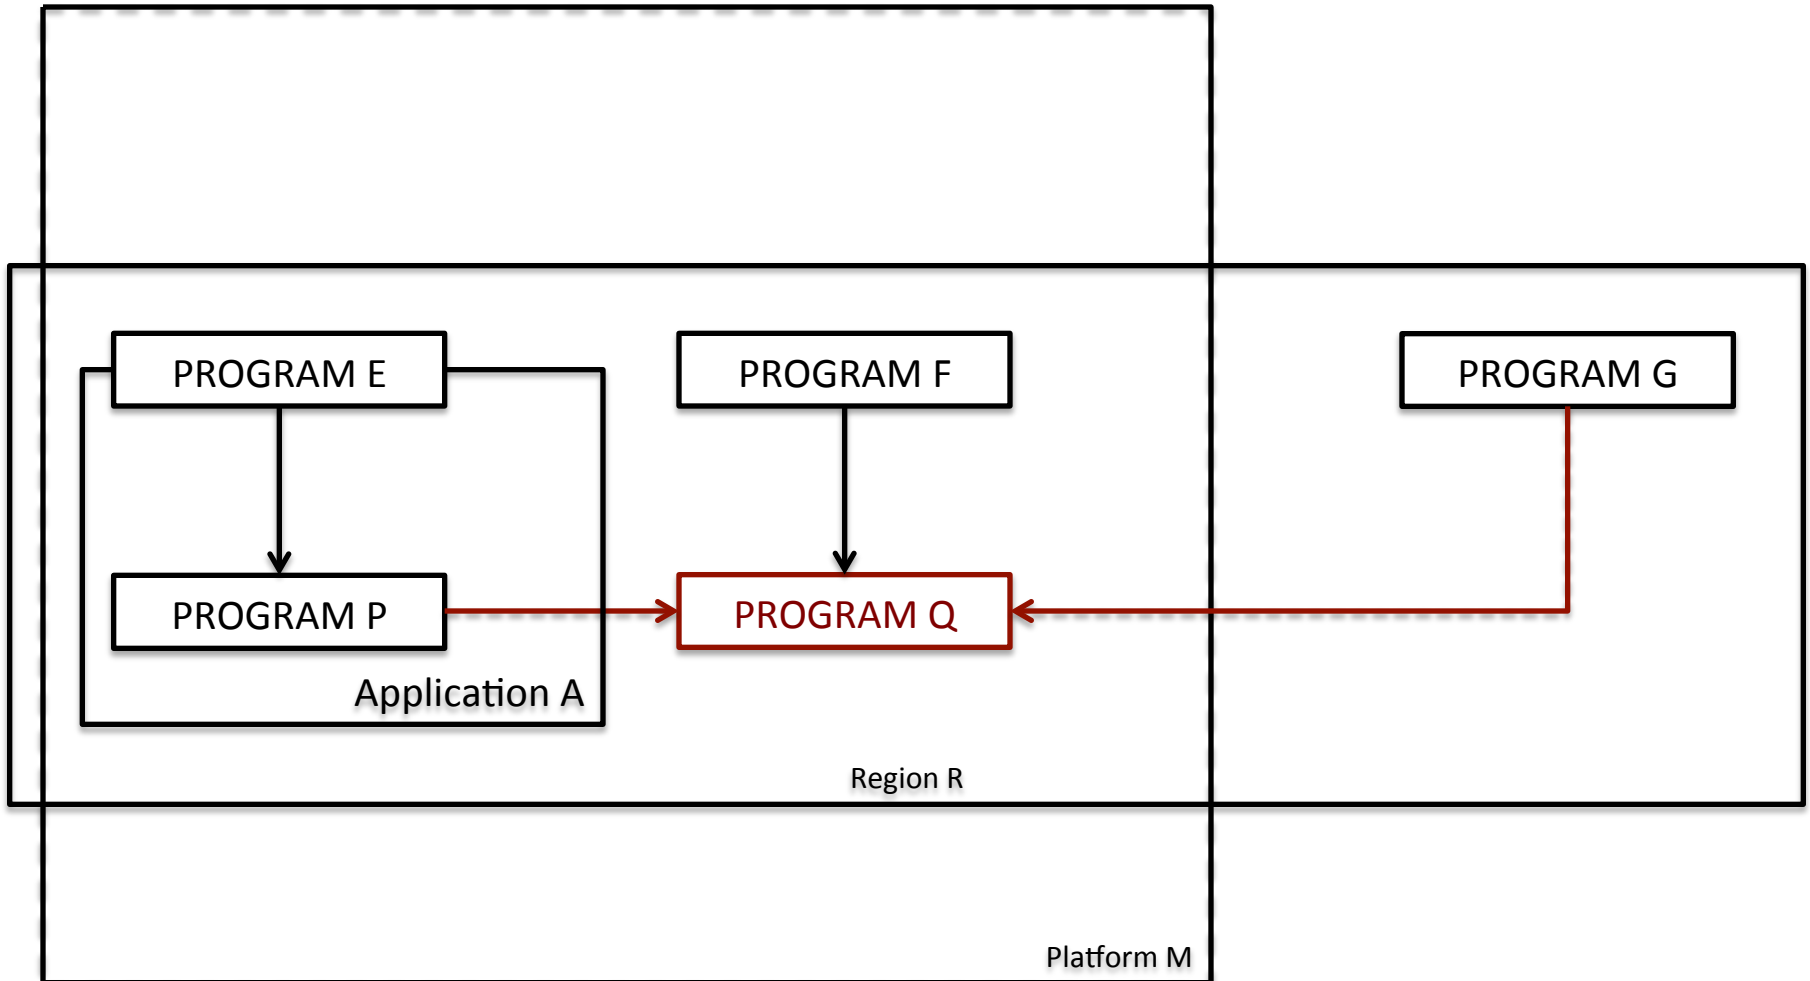 PROGRAM E
PROGRAM F
PROGRAM G
PROGRAM P
PROGRAM Q
Application A
Region R
Platform M